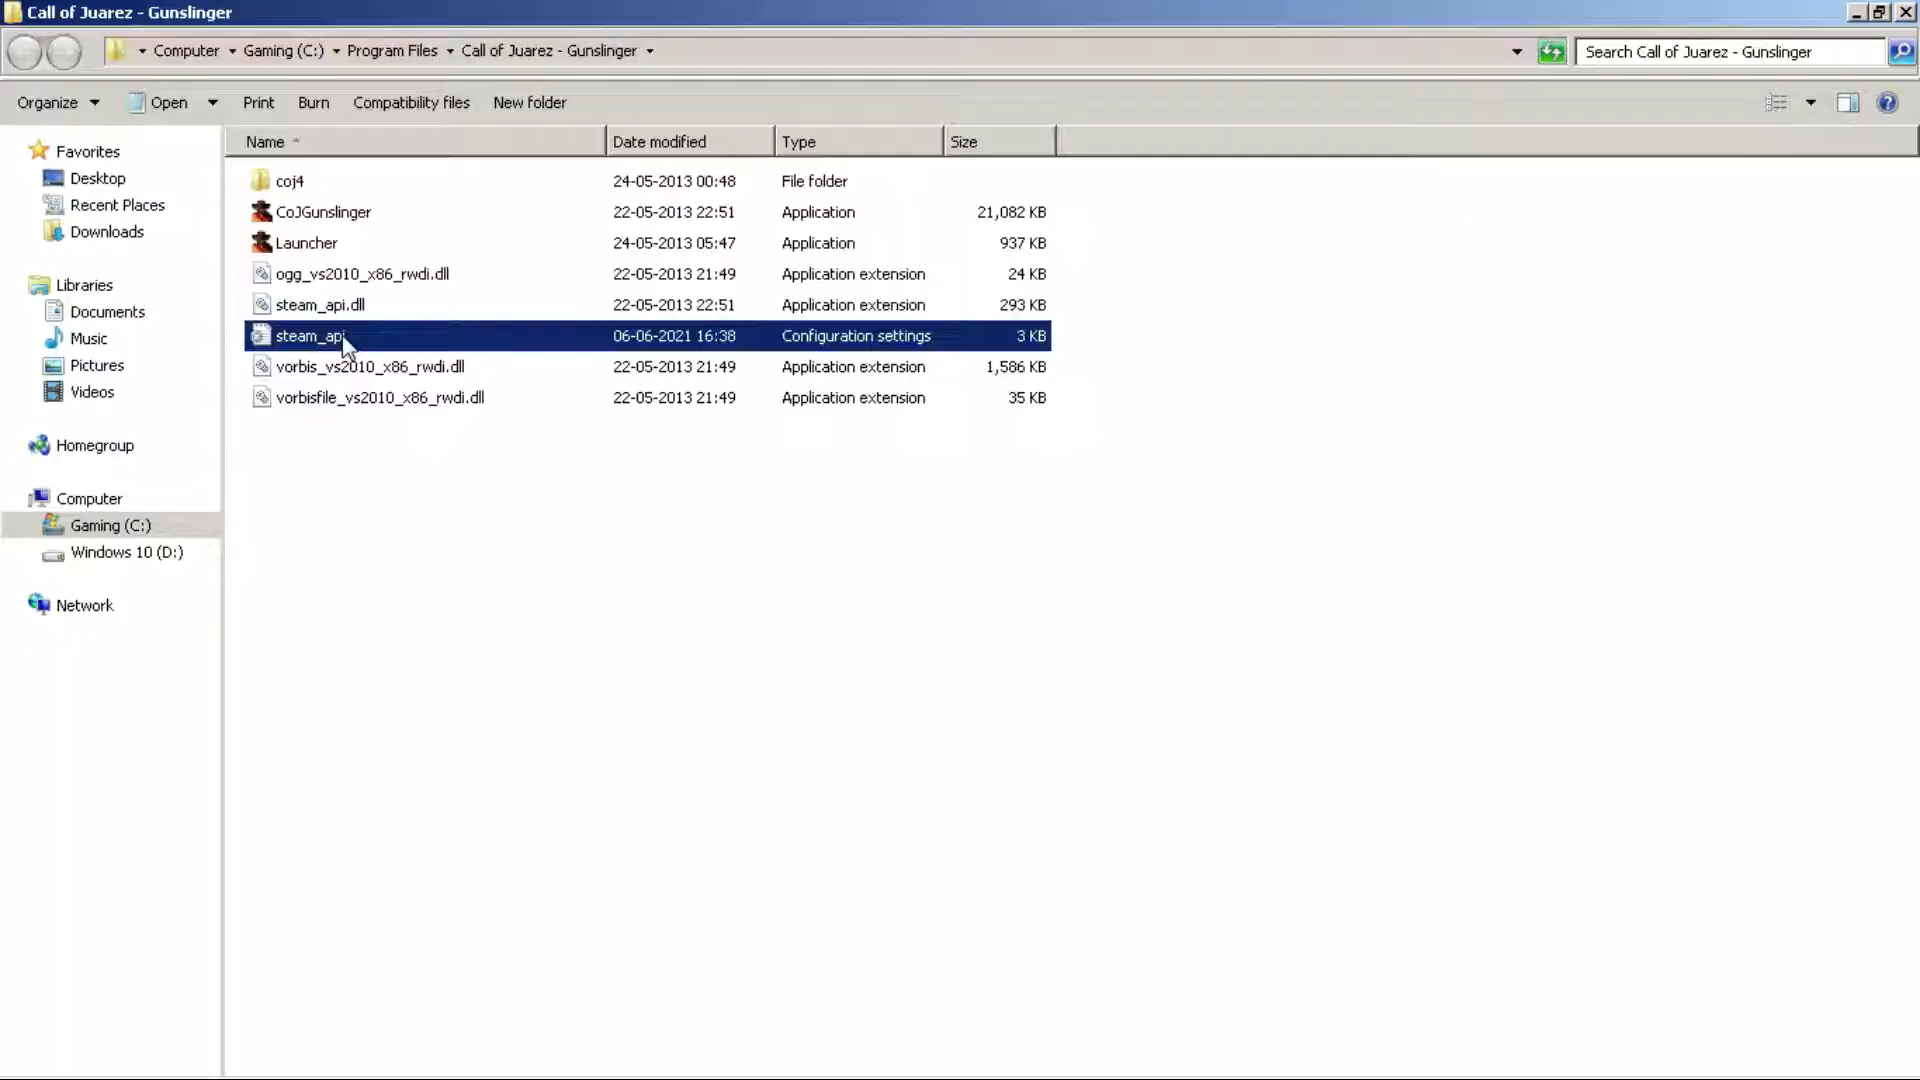 Call of Juarez - Gunslinger
Computer Gaming (C:) Program Files Call of Juarez - Gunslinger
Search Call of Juarez - Gunslinger
Organize Open Print Burn Compatibility files New folder
Name Date modified Type Size
Favorites
Desktop
Recent Places
Downloads
Libraries
Documents
Music
Pictures
Videos
Homegroup
Computer
Gaming (C:)
Windows 10 (D:)
Network
coj4 24-05-2013 00:48 File folder
CoJGunslinger 22-05-2013 22:51 Application 21,082 KB
Launcher 24-05-2013 05:47 Application 937 KB
ogg_vs2010_x86_rwdi.dll 22-05-2013 21:49 Application extension 24 KB
steam_api.dll 22-05-2013 22:51 Application extension 293 KB
steam_api 06-06-2021 16:38 Configuration settings 3 KB
vorbis_vs2010_x86_rwdi.dll 22-05-2013 21:49 Application extension 1,586 KB
vorbisfile_vs2010_x86_rwdi.dll 22-05-2013 21:49 Application extension 35 KB